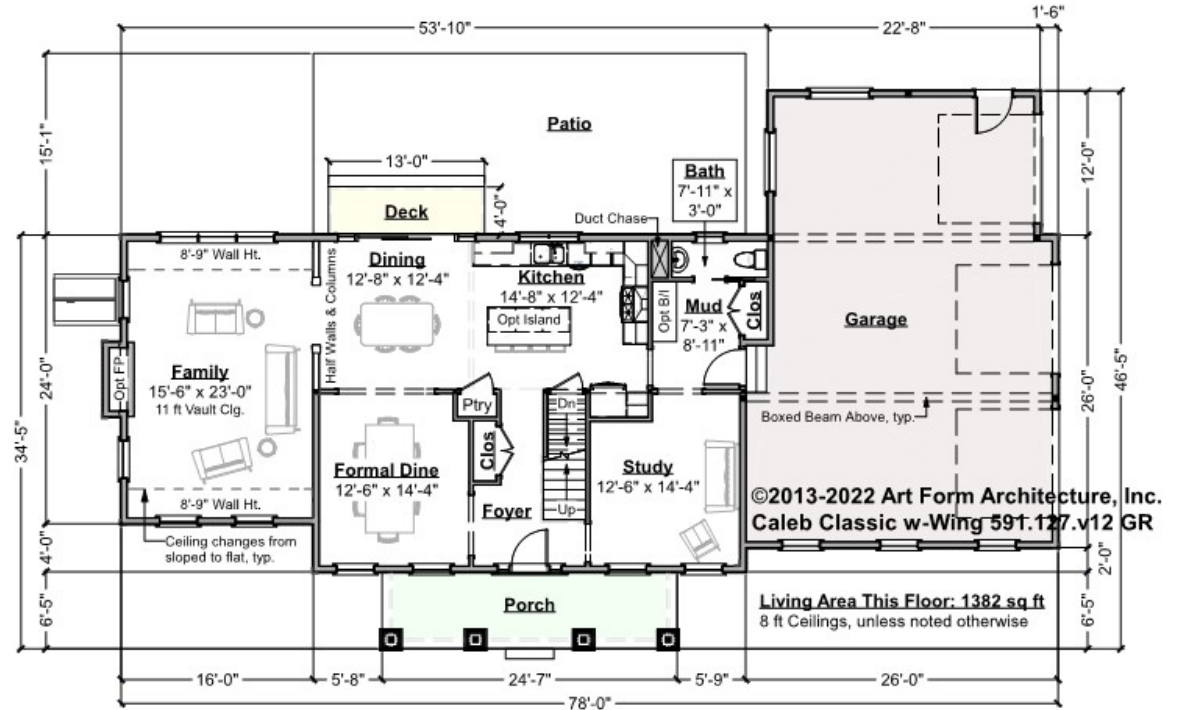 1'-6"
53'-10"
22'-8"
Patio
15'-1"
13'-0"
Bath
7'-11" x
3'-0"
12'-0"
Deck
4'-0"
Duct Chase
8'-9" Wall Ht.
Half Walls & Columns
Dining
12'-8" x 12'-4"
Kitchen
14'-8" x 12'-4"
Opt Island
Opt B/I
Mud
7'-3" x
8'-11"
Clos
Garage
34'-5"
24'-0"
Opt FP
Family
15'-6" x 23'-0"
11 ft Vault Clg.
Ptry
Dn
Boxed Beam Above, typ.
26'-0"
46'-5"
Clos
Formal Dine
12'-6" x 14'-4"
Study
12'-6" x 14'-4"
Foyer
Up
8'-9" Wall Ht.
©2013-2022 Art Form Architecture, Inc.
Caleb Classic w-Wing 591.127.v12 GR
Ceiling changes from
sloped to flat, typ.
4'-0"
2'-0"
6'-5"
Porch
Living Area This Floor: 1382 sq ft
8 ft Ceilings, unless noted otherwise
6'-5"
16'-0"
5'-8"
24'-7"
5'-9"
26'-0"
78'-0"